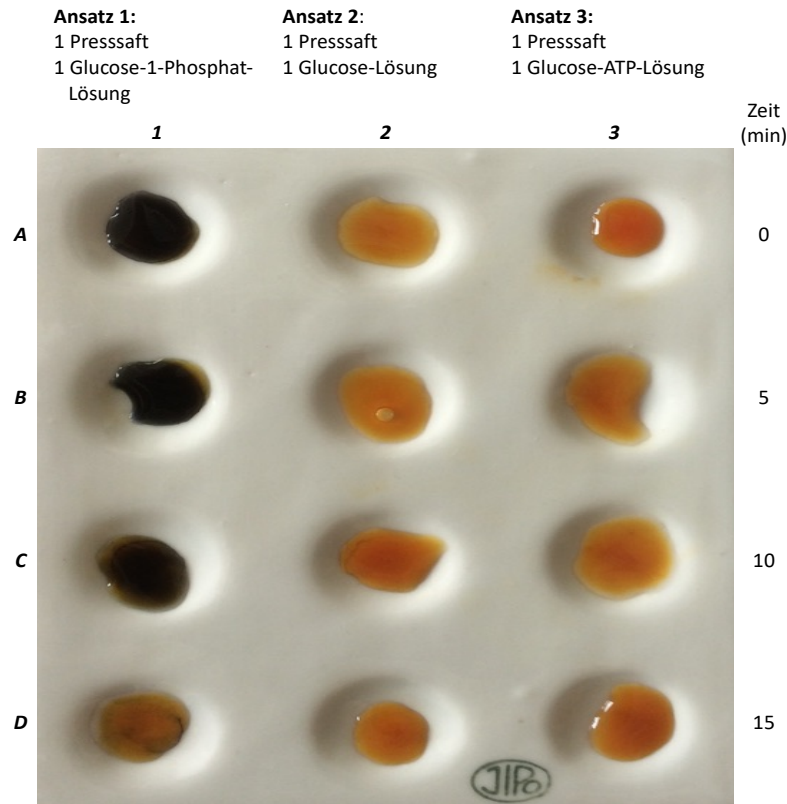 Ansatz 1:
1 Presssaft
1 Glucose-1-Phosphat-
Lösung
Ansatz 2:
1 Presssaft
1 Glucose-Lösung
Ansatz 3:
1 Presssaft
1 Glucose-ATP-Lösung
Zeit
(min)
1 2 3
A 0
B 5
C 10
D 15
JIPo